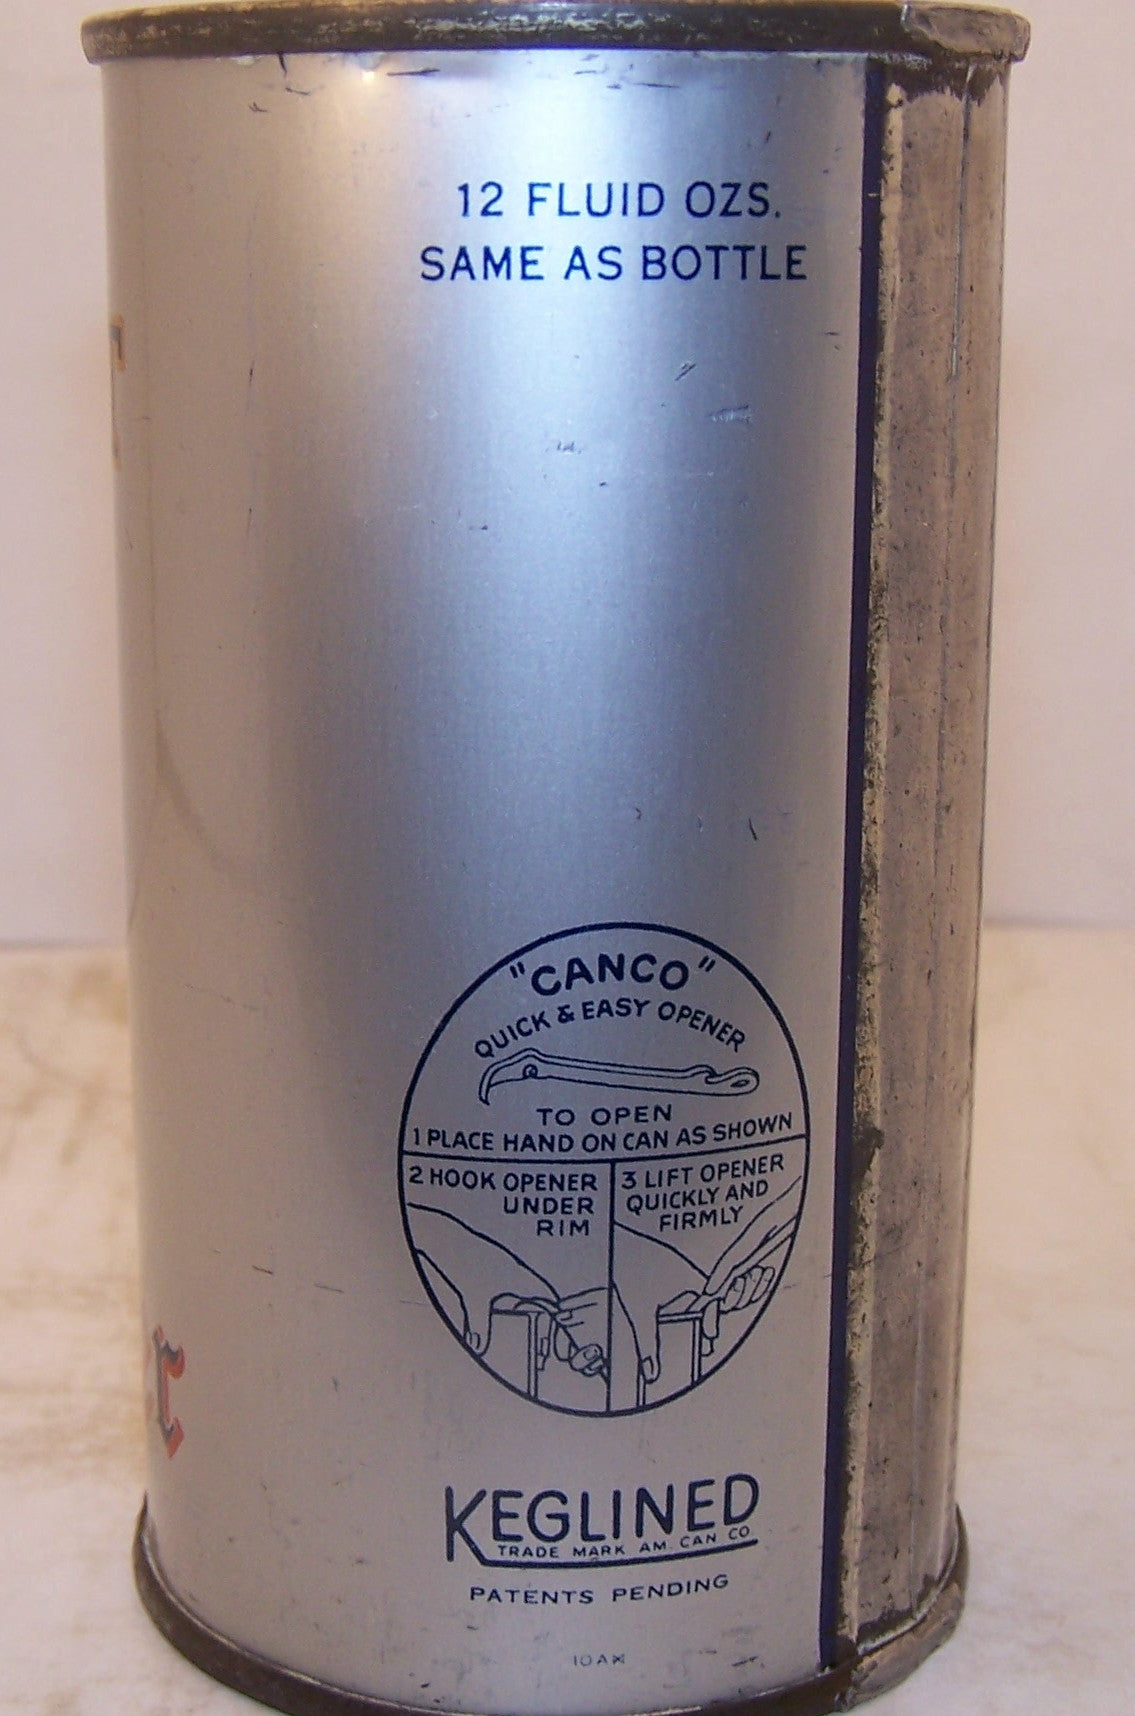 12 FLUID OZS.
SAME AS BOTTLE
"CANCO"
QUICK & EASY OPENER
TO OPEN
1 PLACE HAND ON CAN AS SHOWN
2 HOOK OPENER
UNDER
RIM
3 LIFT OPENER
QUICKLY AND
FIRMLY
KEGLINED
TRADE MARK AM. CAN CO.
PATENTS PENDING